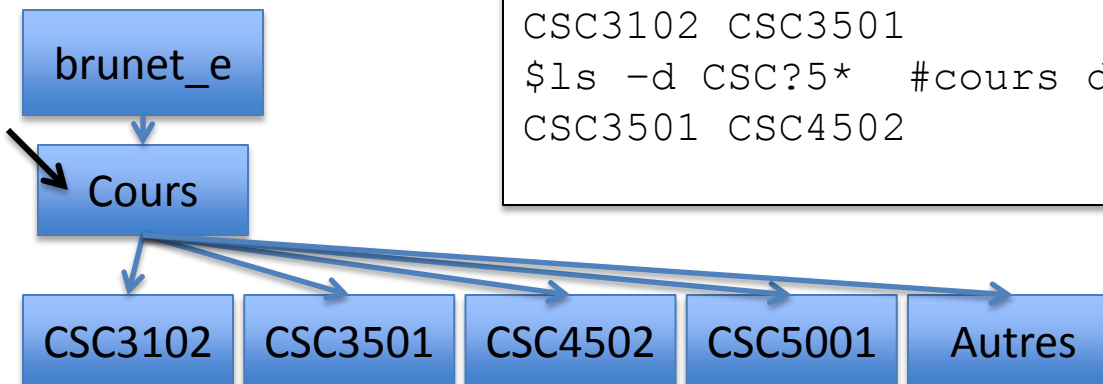 brunet_e
CSC3102 CSC3501
$ls –d CSC?5* #cours
CSC3501 CSC4502
Cours
CSC3102 CSC3501 CSC4502 CSC5001 Autres